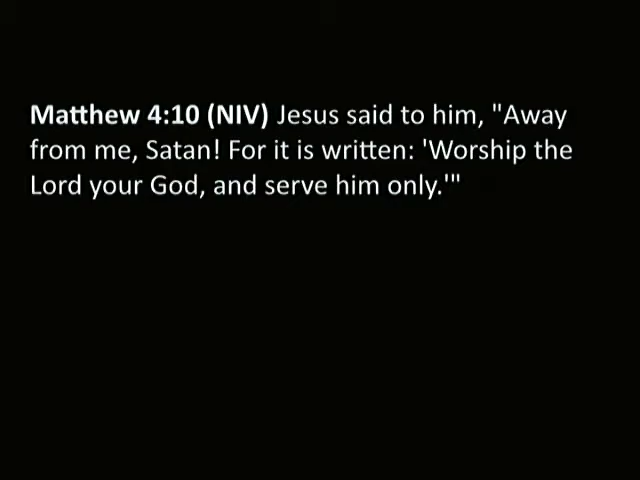 Matthew 4:10 (NIV) Jesus said to him, "Away
from me, Satan! For it is written: 'Worship the
Lord your God, and serve him only.'"